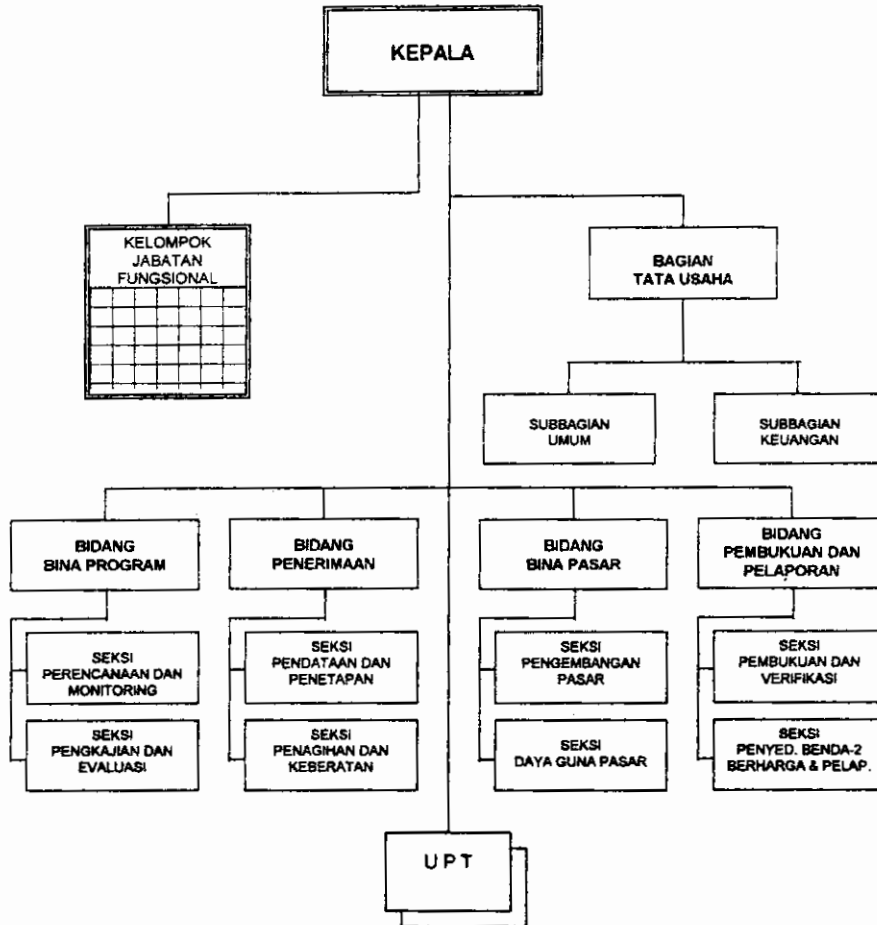 KEPALA
KELOMPOK
JABATAN
FUNGSIONAL
BAGIAN
TATA USAHA
SUBBAGIAN
UMUM
SUBBAGIAN
KEUANGAN
BIDANG
BINA PROGRAM
BIDANG
PENERIMAAN
BIDANG
BINA PASAR
BIDANG
PEMBUKUAN DAN
PELAPORAN
SEKSI
PERENCANAAN DAN
MONITORING
SEKSI
PENDATAAN DAN
PENETAPAN
SEKSI
PENGEMBANGAN
PASAR
SEKSI
PEMBUKUAN DAN
VERIFIKASI
SEKSI
PENGKAJIAN DAN
EVALUASI
SEKSI
PENAGIHAN DAN
KEBERATAN
SEKSI
DAYA GUNA PASAR
SEKSI
PENYED. BENDA-2
BERHARGA & PELAP.
U P T